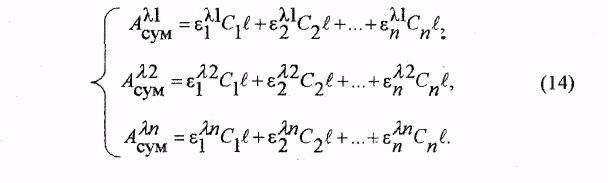 A^{λ1}_{сум} = ε^{λ1}_1 C_1 ℓ + ε^{λ1}_2 C_2 ℓ + ... + ε^{λ1}_n C_n ℓ;
A^{λ2}_{сум} = ε^{λ2}_1 C_1 ℓ + ε^{λ2}_2 C_2 ℓ + ... + ε^{λ2}_n C_n ℓ, (14)
A^{λn}_{сум} = ε^{λn}_1 C_1 ℓ + ε^{λn}_2 C_2 ℓ + ... + ε^{λn}_n C_n ℓ.